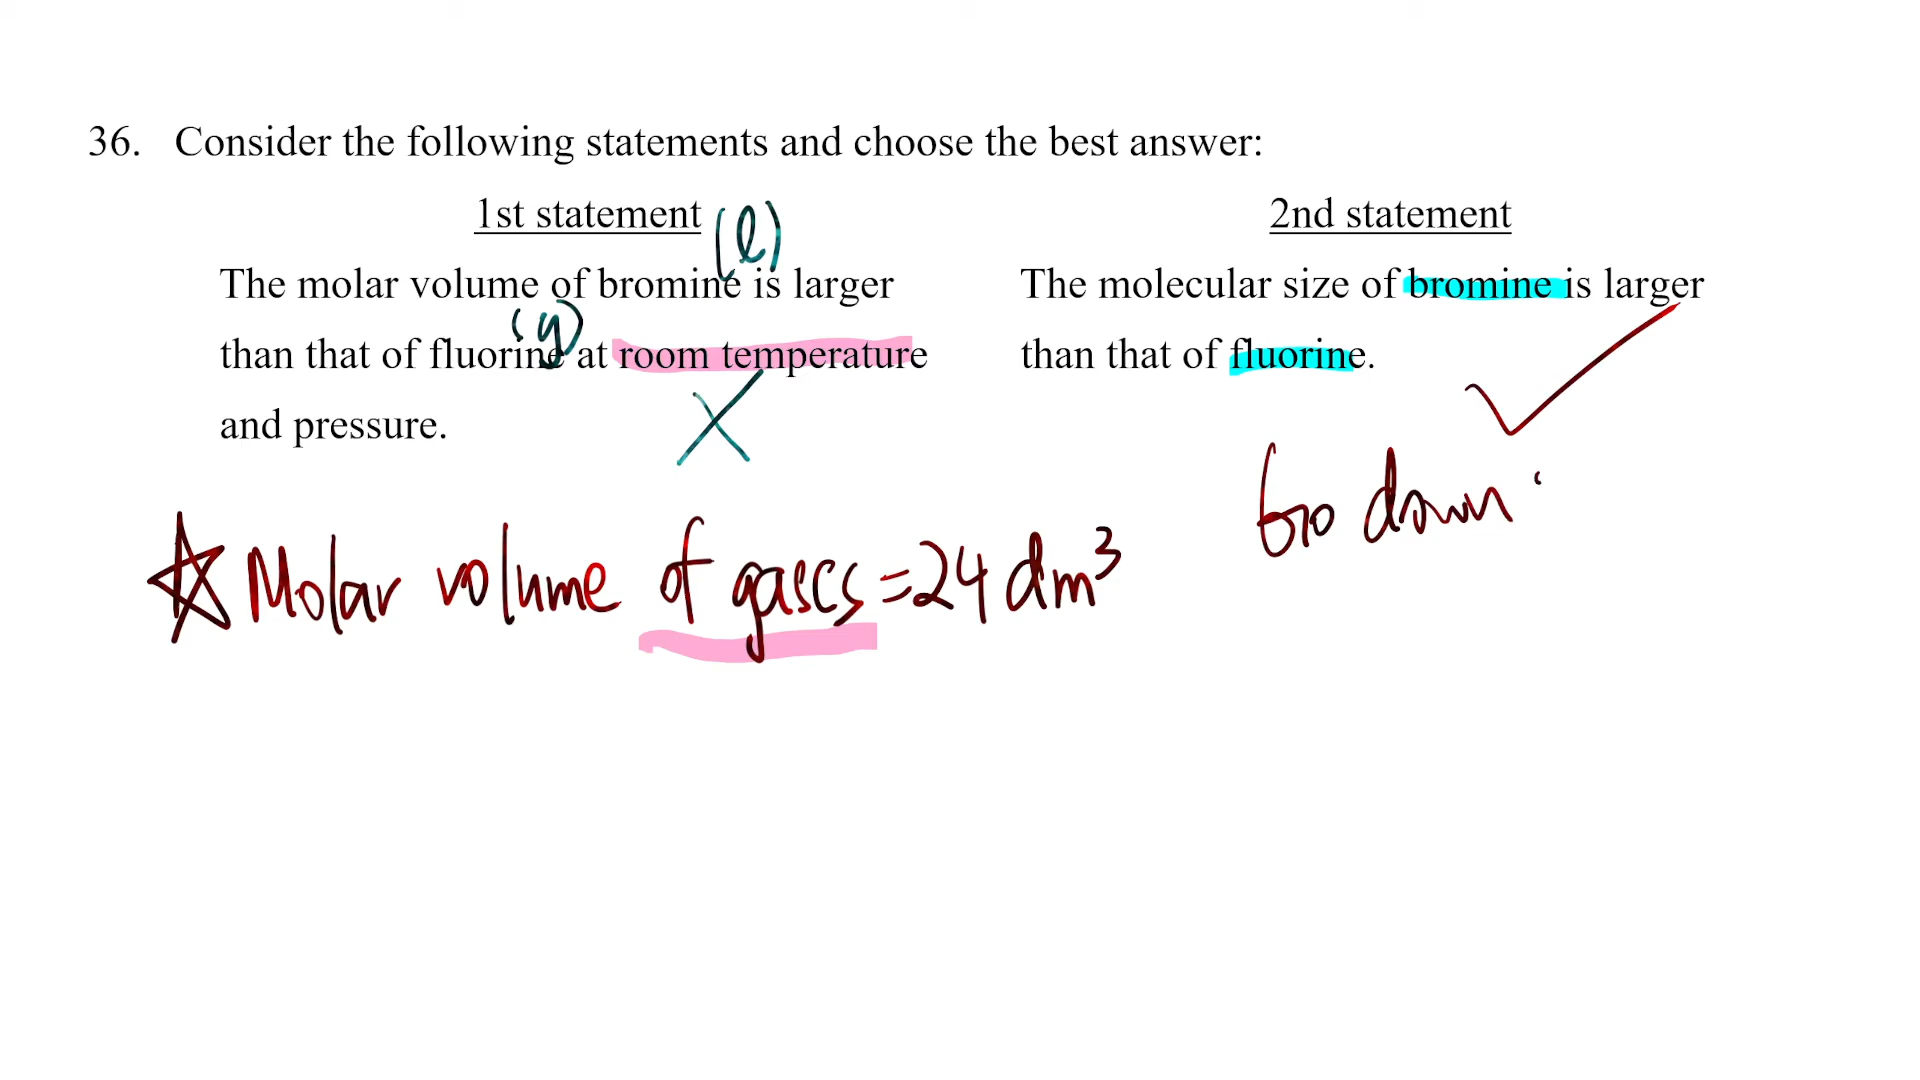 36. Consider the following statements and choose the best answer:
1st statement (l)
The molar volume of bromine is larger
(g)
than that of fluorine at room temperature
and pressure.
2nd statement
The molecular size of bromine is larger
than that of fluorine.
Go down
Molar volume of gases = 24 dm³